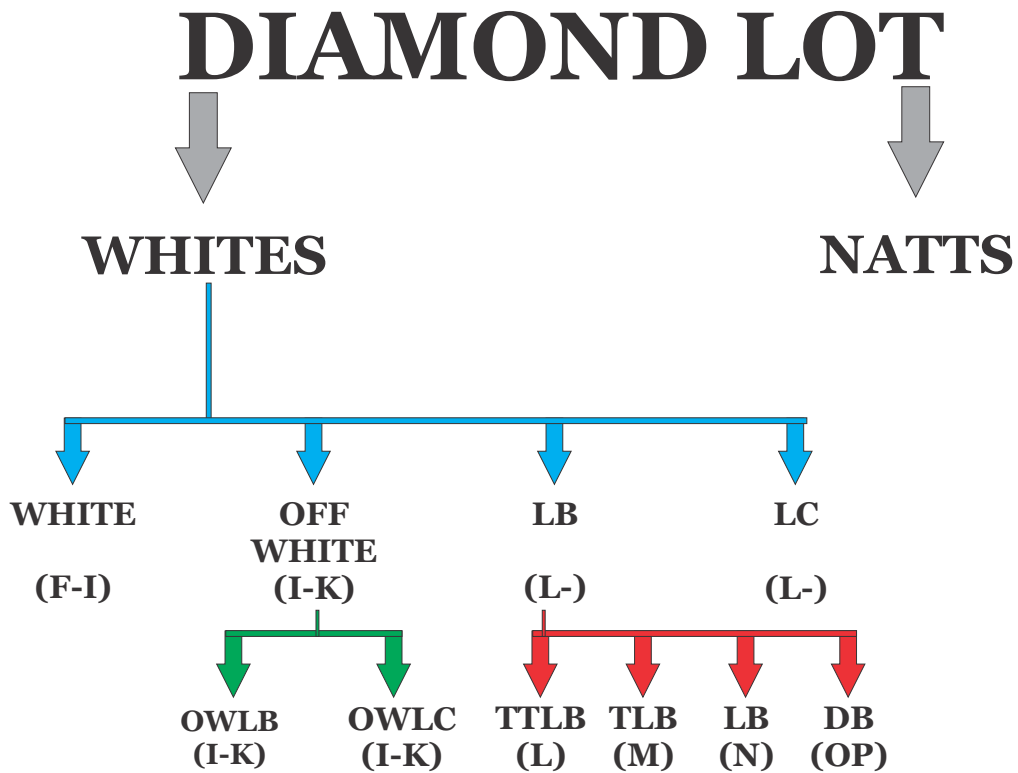 DIAMOND LOT
WHITES
NATTS
WHITE
(F-I)
OFF
WHITE
(I-K)
LB
(L-)
LC
(L-)
OWLB
(I-K)
OWLC
(I-K)
TTLB
(L)
TLB
(M)
LB
(N)
DB
(OP)